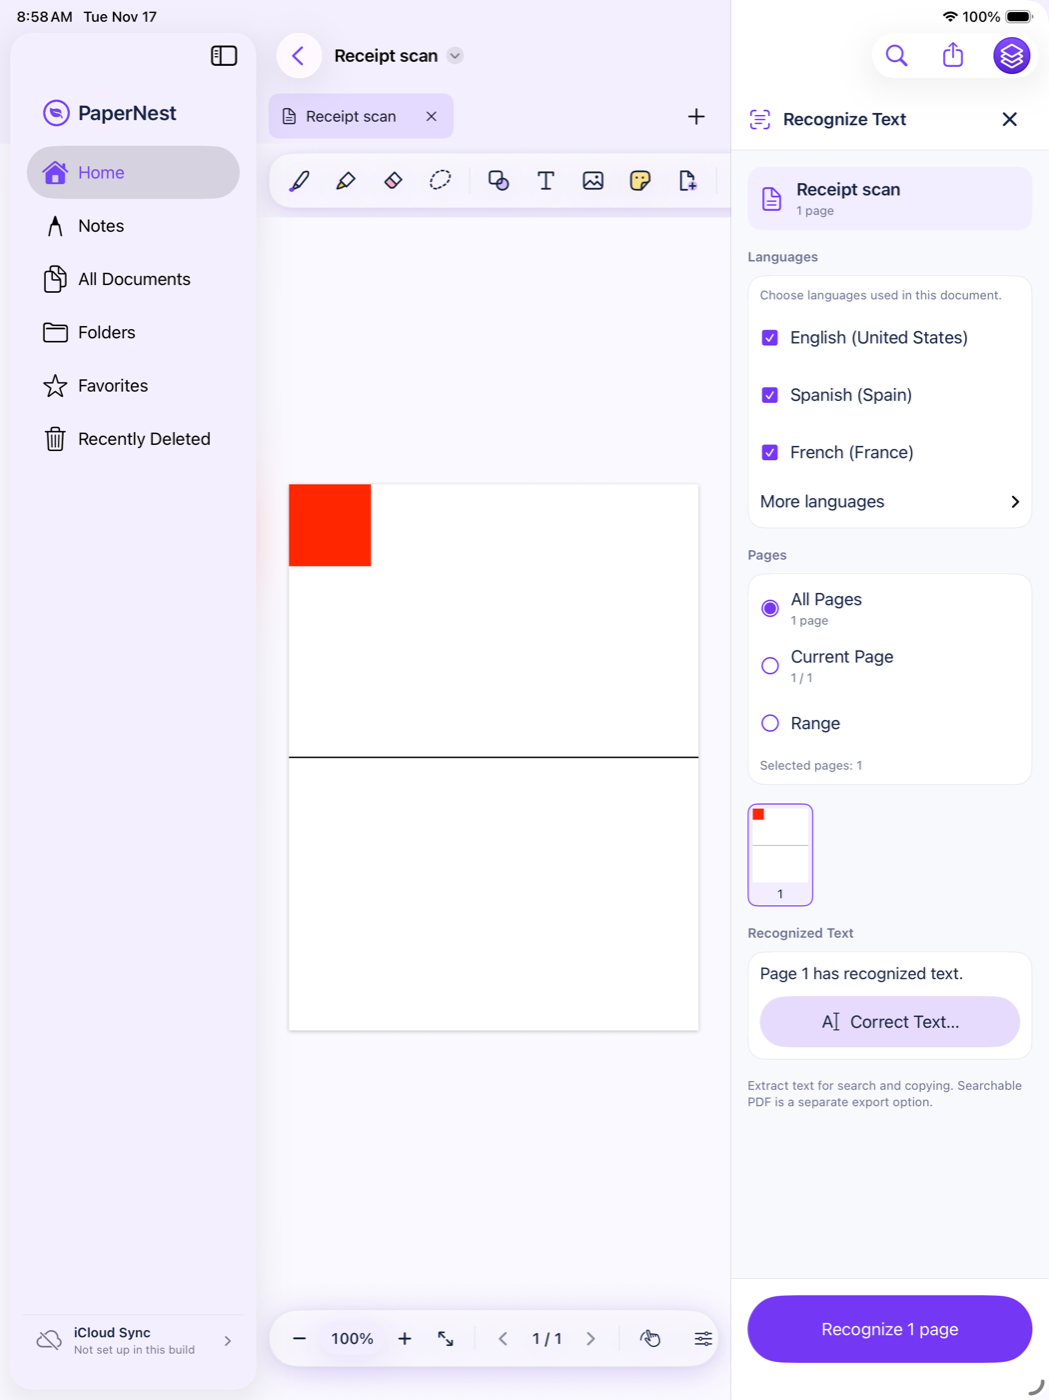 8:58 AM Tue Nov 17
100%
PaperNest
Home
Notes
All Documents
Folders
Favorites
Recently Deleted
iCloud Sync
Not set up in this build
Receipt scan
Receipt scan
100%
1 / 1
Recognize Text
Receipt scan
1 page
Languages
Choose languages used in this document.
English (United States)
Spanish (Spain)
French (France)
More languages
Pages
All Pages
1 page
Current Page
1 / 1
Range
Selected pages: 1
1
Recognized Text
Page 1 has recognized text.
Correct Text...
Extract text for search and copying. Searchable
PDF is a separate export option.
Recognize 1 page